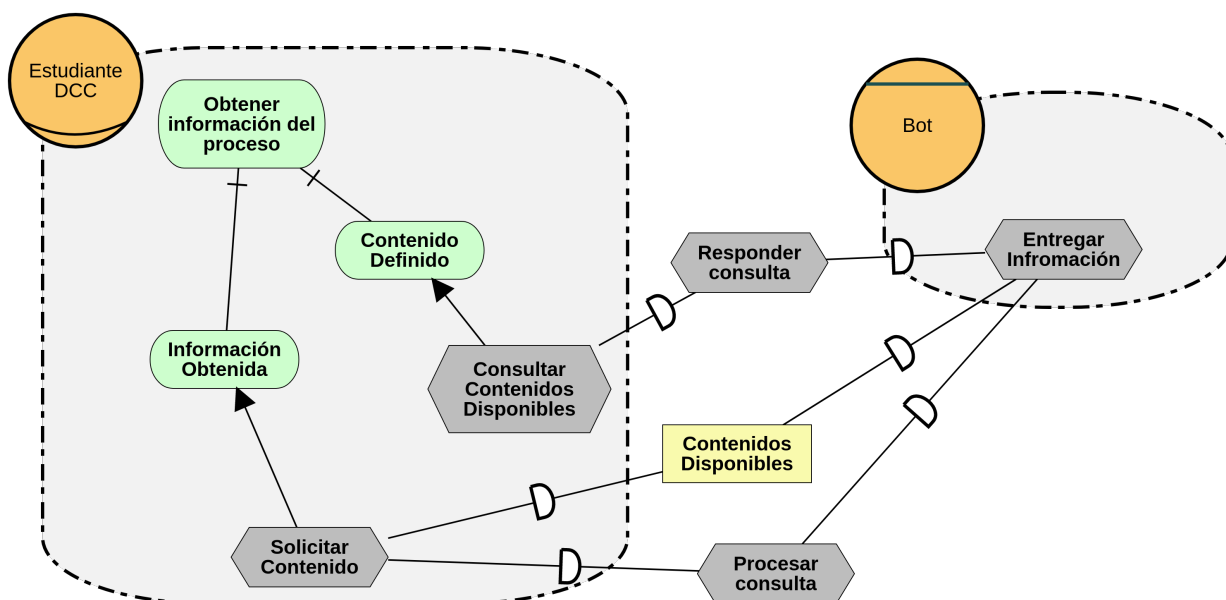 Estudiante
DCC
Obtener
información del
proceso
Bot
Contenido
Definido
Responder
consulta
Entregar
Infromación
Información
Obtenida
Consultar
Contenidos
Disponibles
Contenidos
Disponibles
Solicitar
Contenido
Procesar
consulta